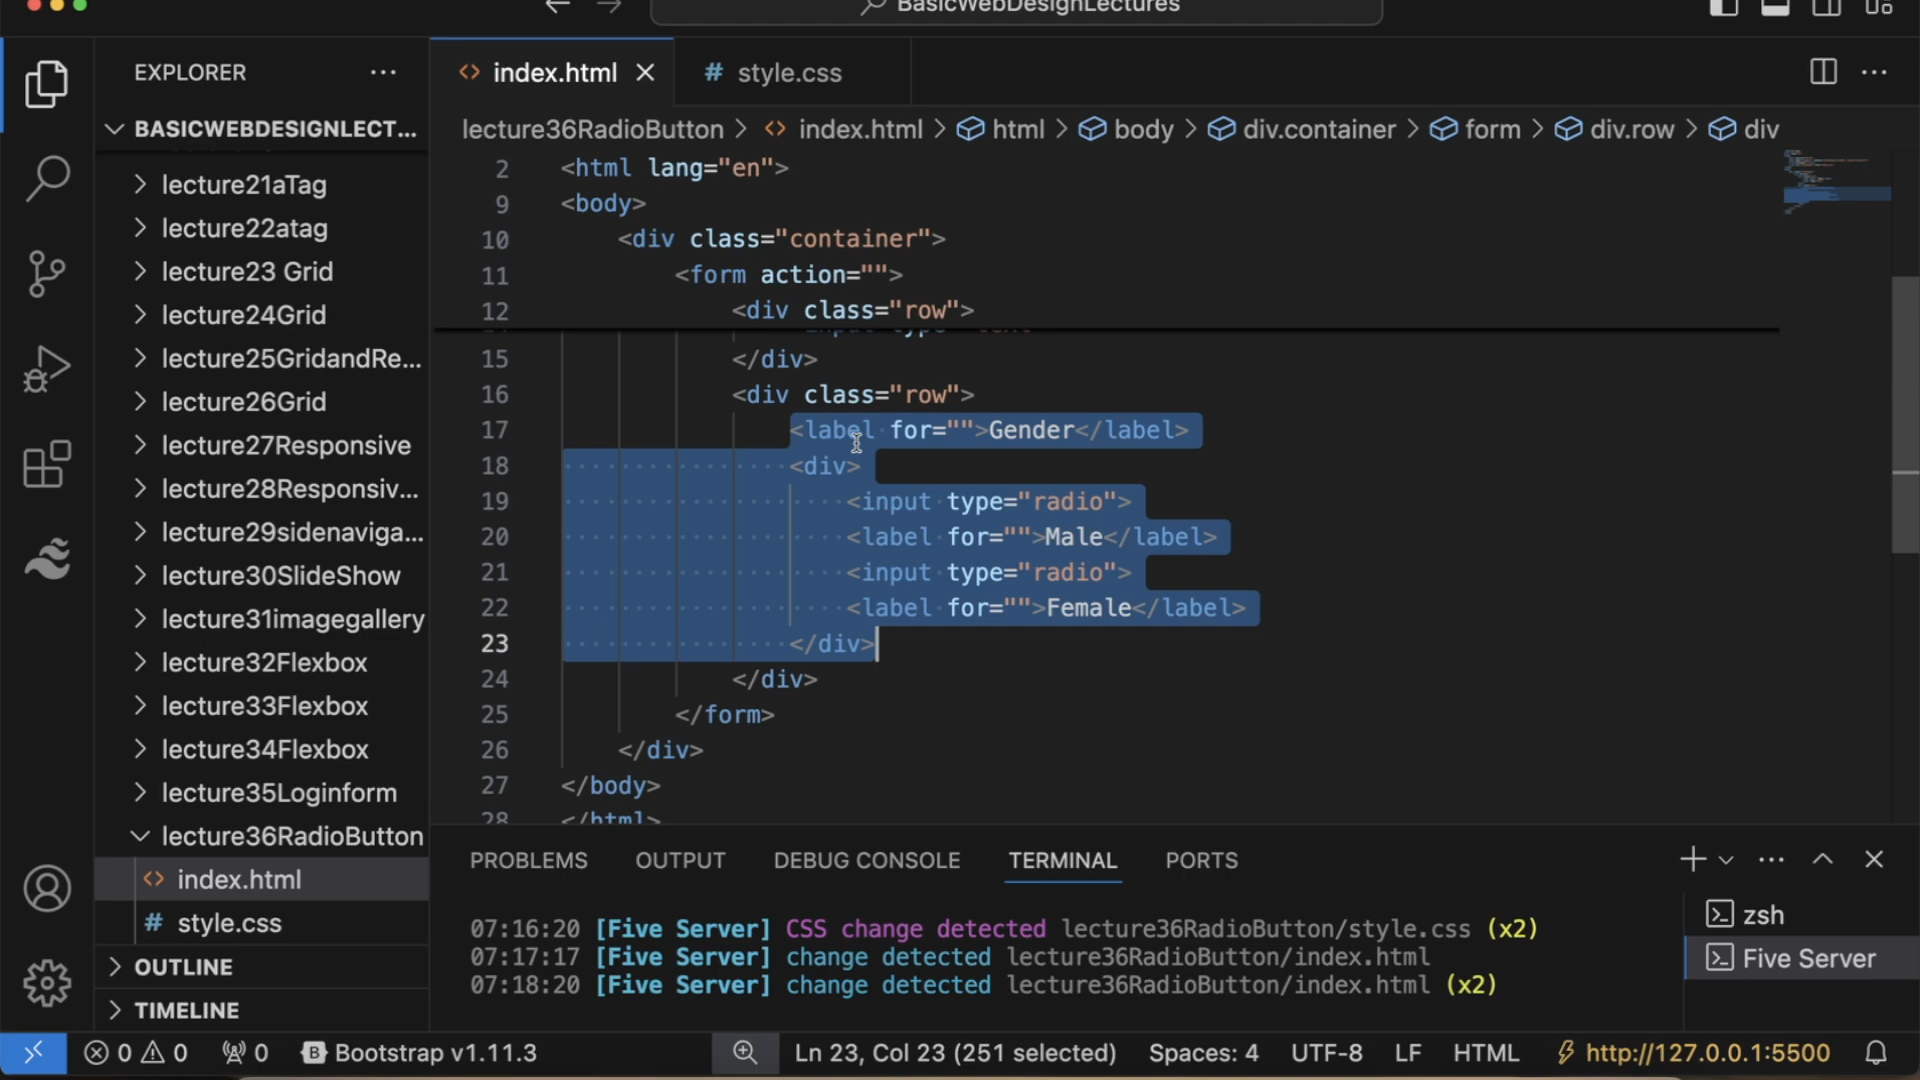 BasicWebDesignLectures
EXPLORER
index.html
style.css
BASICWEBDESIGNLECT...
lecture36RadioButton > index.html > html > body > div.container > form > div.row > div
lecture21aTag
lecture22atag
lecture23 Grid
lecture24Grid
lecture25GridandRe...
lecture26Grid
lecture27Responsive
lecture28Responsiv...
lecture29sidenaviga...
lecture30SlideShow
lecture31imagegallery
lecture32Flexbox
lecture33Flexbox
lecture34Flexbox
lecture35Loginform
lecture36RadioButton
index.html
style.css
OUTLINE
TIMELINE
2 <html lang="en">
9 <body>
10 <div class="container">
11 <form action="">
12 <div class="row">
15 </div>
16 <div class="row">
17 <label for="">Gender</label>
18 <div>
19 <input type="radio">
20 <label for="">Male</label>
21 <input type="radio">
22 <label for="">Female</label>
23 </div>
24 </div>
25 </form>
26 </div>
27 </body>
28 </html>
PROBLEMS OUTPUT DEBUG CONSOLE TERMINAL PORTS
07:16:20 [Five Server] CSS change detected lecture36RadioButton/style.css (x2)
07:17:17 [Five Server] change detected lecture36RadioButton/index.html
07:18:20 [Five Server] change detected lecture36RadioButton/index.html (x2)
zsh
Five Server
0 0 0 Bootstrap v1.11.3 Ln 23, Col 23 (251 selected) Spaces: 4 UTF-8 LF HTML http://127.0.0.1:5500